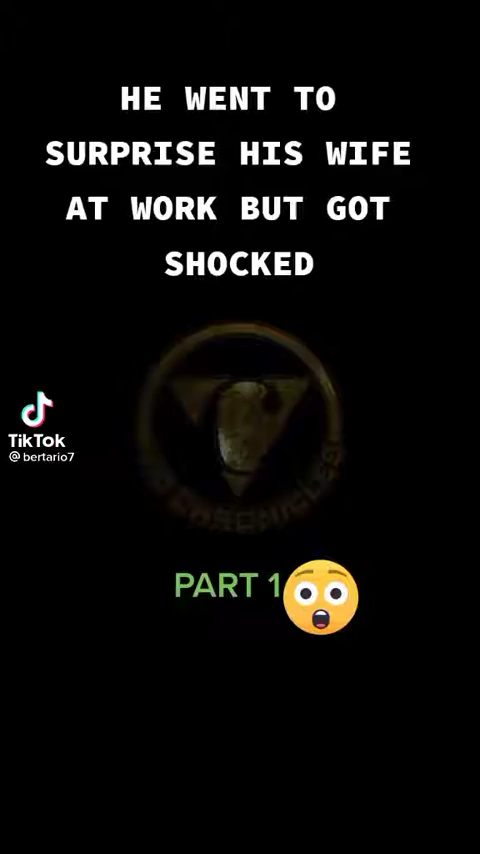 HE WENT TO
SURPRISE HIS WIFE
AT WORK BUT GOT
SHOCKED
TikTok
@ bertario7
PART 1